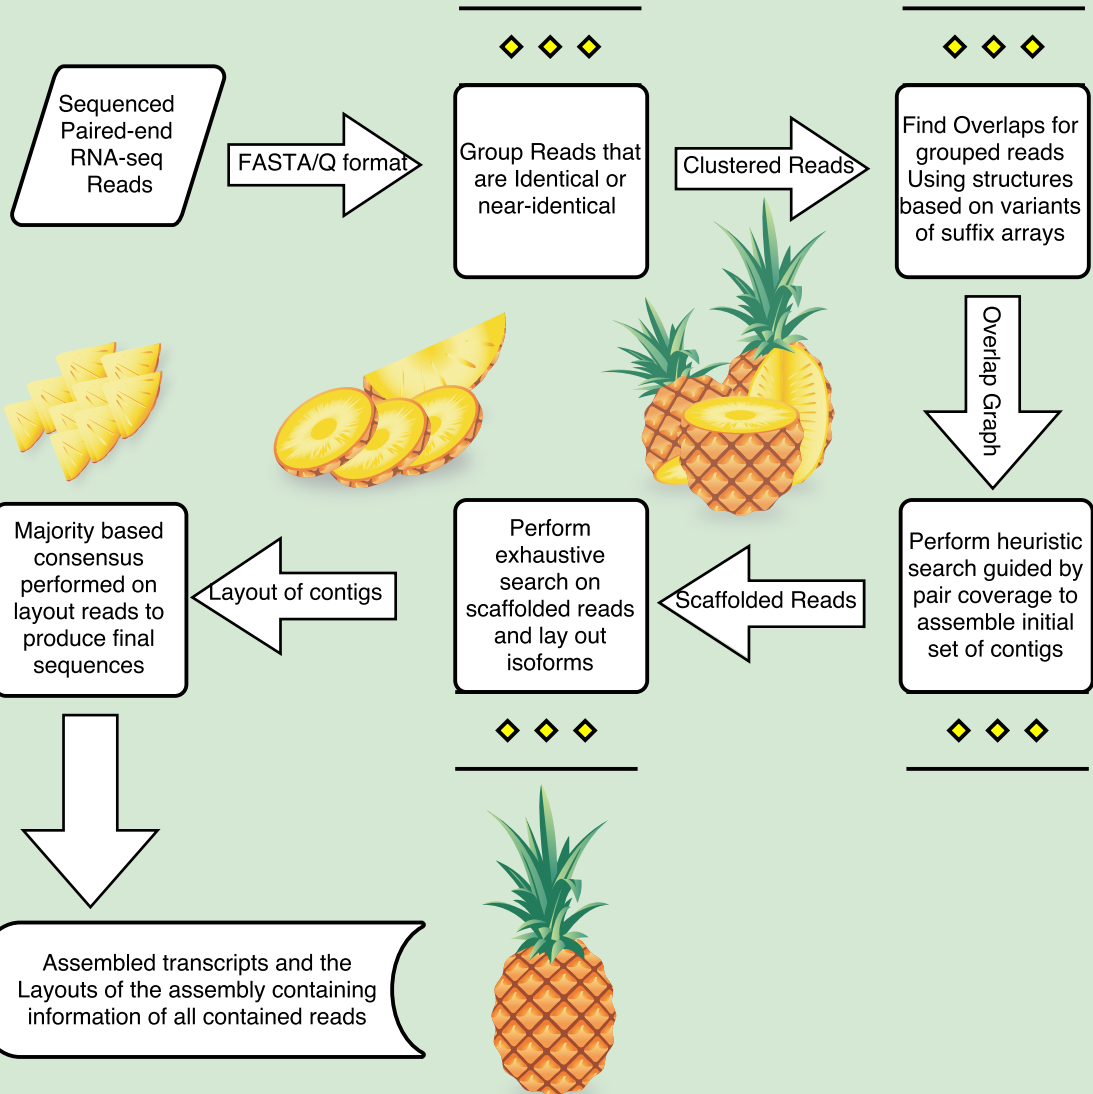 Sequenced
Paired-end
RNA-seq
Reads
FASTA/Q format
Group Reads that
are Identical or
near-identical
Clustered Reads
Find Overlaps for
grouped reads
Using structures
based on variants
of suffix arrays
Overlap Graph
Perform heuristic
search guided by
pair coverage to
assemble initial
set of contigs
Scaffolded Reads
Perform
exhaustive
search on
scaffolded reads
and lay out
isoforms
Layout of contigs
Majority based
consensus
performed on
layout reads to
produce final
sequences
Assembled transcripts and the
Layouts of the assembly containing
information of all contained reads